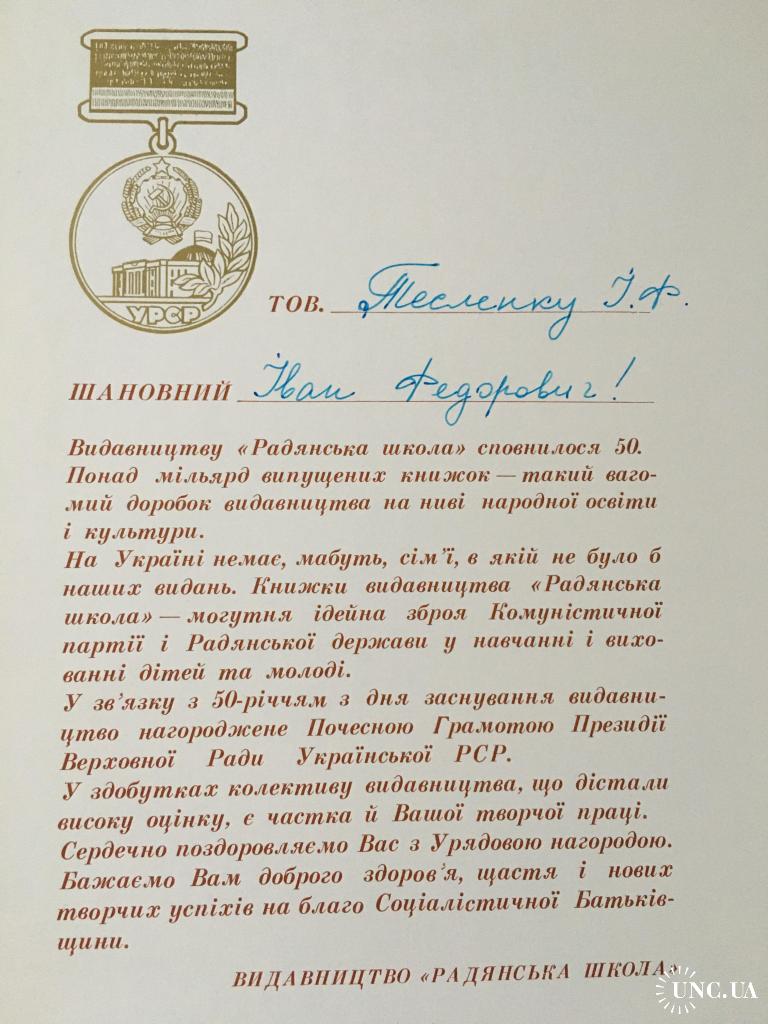 УРСР
ТОВ. Тесленку І. Ф.
ШАНОВНИЙ Іван Федорович!
Видавництву «Радянська школа» сповнилося 50.
Понад мільярд випущених книжок — такий ваго-
мий доробок видавництва на ниві народної освіти
і культури.
На Україні немає, мабуть, сім'ї, в якій не було б
наших видань. Книжки видавництва «Радянська
школа» — могутня ідейна зброя Комуністичної
партії і Радянської держави у навчанні і вихо-
ванні дітей та молоді.
У зв'язку з 50-річчям з дня заснування видавни-
цтво нагороджене Почесною Грамотою Президії
Верховної Ради Української РСР.
У здобутках колективу видавництва, що дістали
високу оцінку, є частка й Вашої творчої праці.
Сердечно поздоровляємо Вас з Урядовою нагородою.
Бажаємо Вам доброго здоров'я, щастя і нових
творчих успіхів на благо Соціалістичної Батьків-
щини.
ВИДАВНИЦТВО «РАДЯНСЬКА ШКОЛА»
UNC.UA